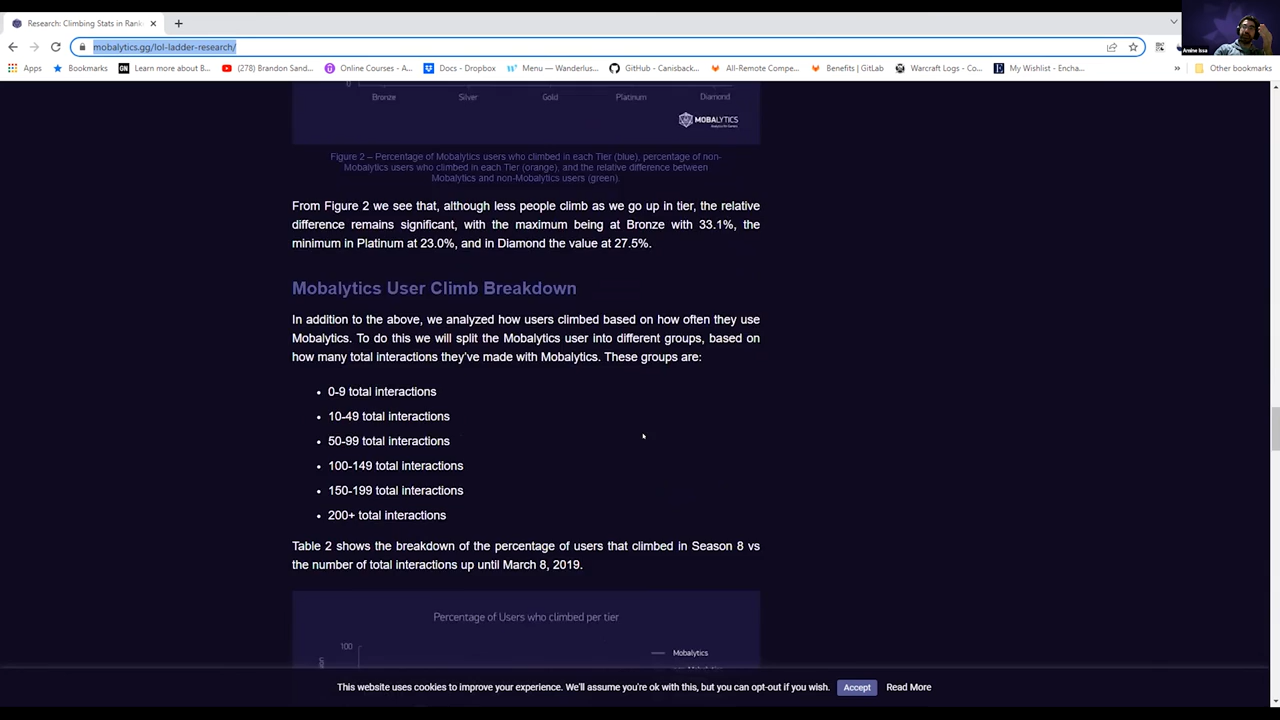 Research: Climbing Stats in Rank
mobalytics.gg/lol-ladder-research/
Amine Issa
Apps
Bookmarks
Learn more about B...
(278) Brandon Sand...
Online Courses - A...
Docs - Dropbox
Menu — Wanderlus...
GitHub - Canisback...
All-Remote Compe...
Benefits | GitLab
Warcraft Logs - Co...
My Wishlist - Encha...
»
Other bookmarks
0
Bronze
Silver
Gold
Platinum
Diamond
MOBALYTICS
Figure 2 – Percentage of Mobalytics users who climbed in each Tier (blue), percentage of non-
Mobalytics users who climbed in each Tier (orange), and the relative difference between
Mobalytics and non-Mobalytics users (green).
From Figure 2 we see that, although less people climb as we go up in tier, the relative
difference remains significant, with the maximum being at Bronze with 33.1%, the
minimum in Platinum at 23.0%, and in Diamond the value at 27.5%.
Mobalytics User Climb Breakdown
In addition to the above, we analyzed how users climbed based on how often they use
Mobalytics. To do this we will split the Mobalytics user into different groups, based on
how many total interactions they've made with Mobalytics. These groups are:
• 0-9 total interactions
• 10-49 total interactions
• 50-99 total interactions
• 100-149 total interactions
• 150-199 total interactions
• 200+ total interactions
Table 2 shows the breakdown of the percentage of users that climbed in Season 8 vs
the number of total interactions up until March 8, 2019.
Percentage of Users who climbed per tier
100
Mobalytics
This website uses cookies to improve your experience. We'll assume you're ok with this, but you can opt-out if you wish.
Accept
Read More